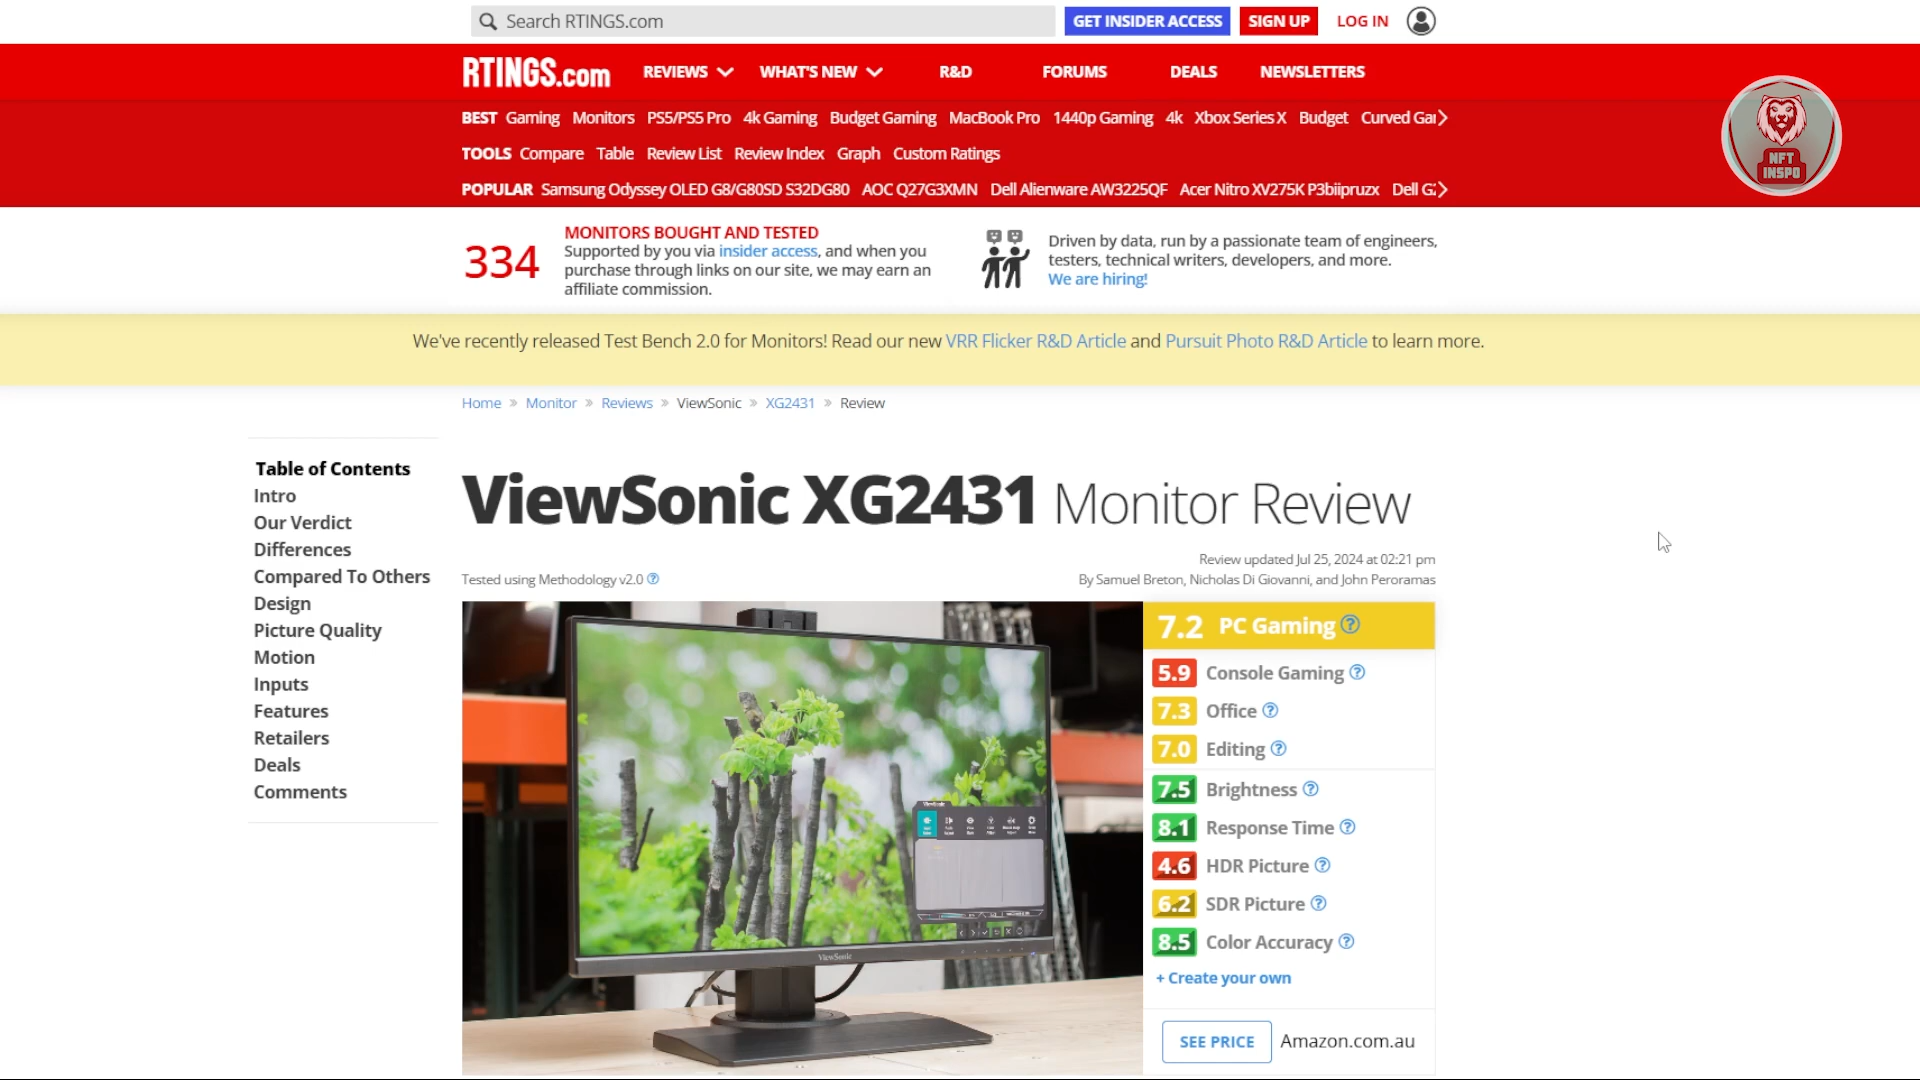 Search RTINGS.com
GET INSIDER ACCESS
SIGN UP
LOG IN
RTINGS.com
REVIEWS
WHAT'S NEW
R&D
FORUMS
DEALS
NEWSLETTERS
BEST Gaming Monitors PS5/PS5 Pro 4k Gaming Budget Gaming MacBook Pro 1440p Gaming 4k Xbox Series X Budget Curved Gai
TOOLS Compare Table Review List Review Index Graph Custom Ratings
POPULAR Samsung Odyssey OLED G8/G80SD S32DG80 AOC Q27G3XMN Dell Alienware AW3225QF Acer Nitro XV275K P3biipruzx Dell G
NFT
INSPO
334
MONITORS BOUGHT AND TESTED
Supported by you via insider access, and when you
purchase through links on our site, we may earn an
affiliate commission.
Driven by data, run by a passionate team of engineers,
testers, technical writers, developers, and more.
We are hiring!
We've recently released Test Bench 2.0 for Monitors! Read our new VRR Flicker R&D Article and Pursuit Photo R&D Article to learn more.
Home » Monitor » Reviews » ViewSonic » XG2431 » Review
Table of Contents
Intro
Our Verdict
Differences
Compared To Others
Design
Picture Quality
Motion
Inputs
Features
Retailers
Deals
Comments
ViewSonic XG2431 Monitor Review
Review updated Jul 25, 2024 at 02:21 pm
Tested using Methodology v2.0
By Samuel Breton, Nicholas Di Giovanni, and John Peroramas
7.2 PC Gaming
5.9 Console Gaming
7.3 Office
7.0 Editing
7.5 Brightness
8.1 Response Time
4.6 HDR Picture
6.2 SDR Picture
8.5 Color Accuracy
+ Create your own
SEE PRICE
Amazon.com.au
ViewSonic
ViewSonic